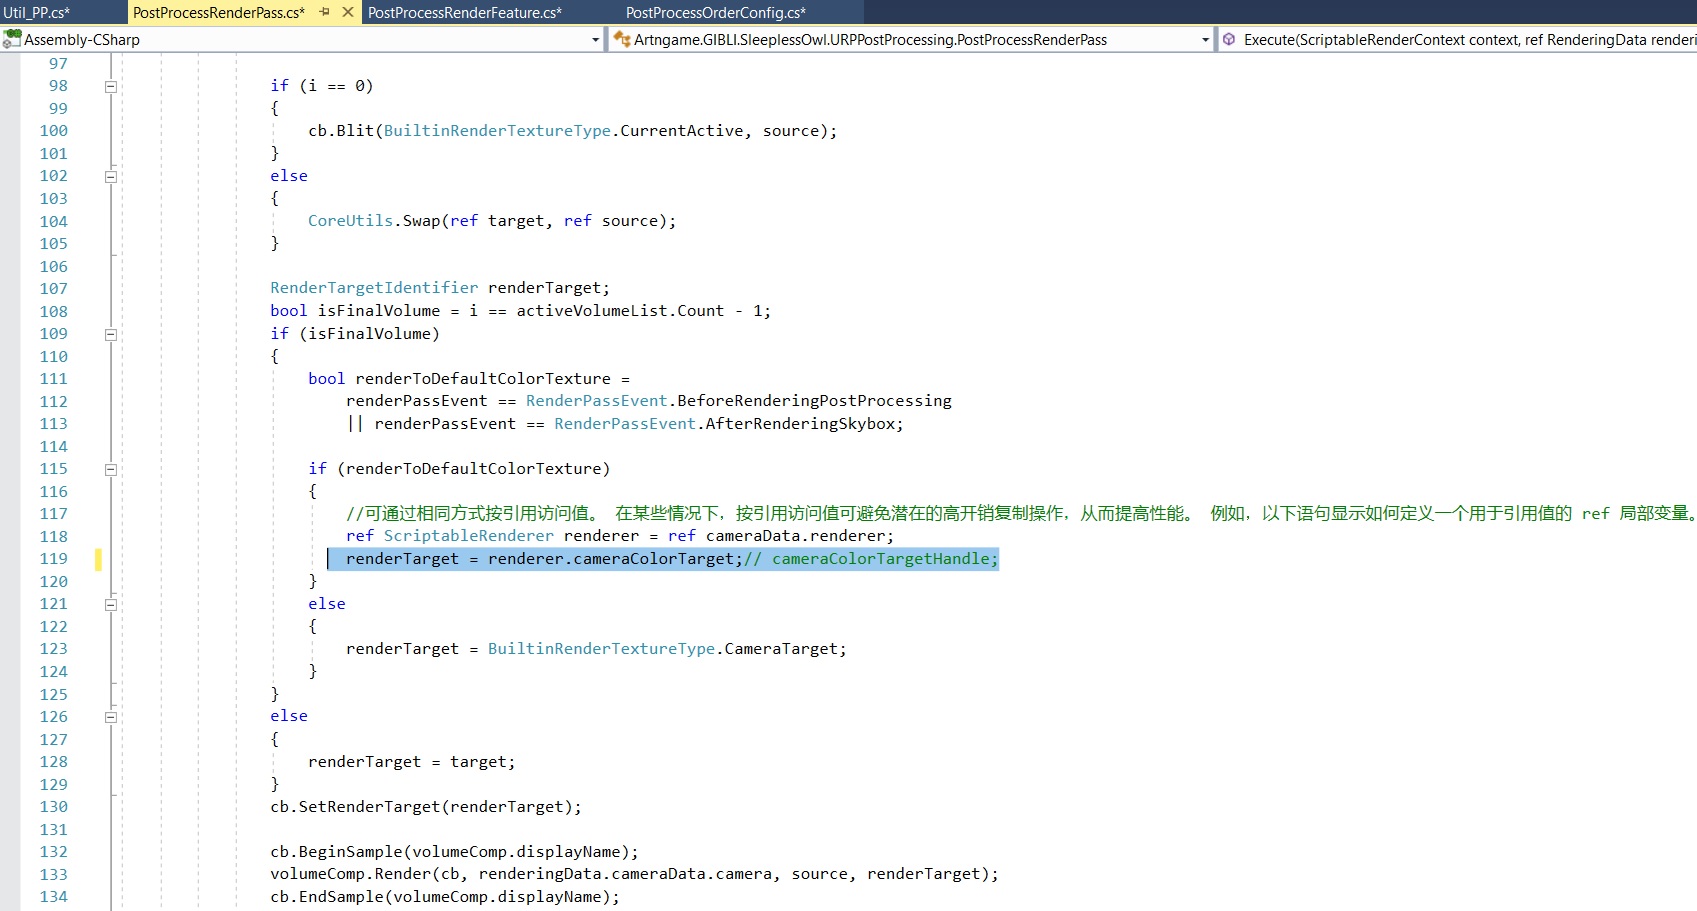 Util_PP.cs* PostProcessRenderPass.cs* PostProcessRenderFeature.cs* PostProcessOrderConfig.cs*
Assembly-CSharp Artngame.GIBLI.SleeplessOwl.URPPostProcessing.PostProcessRenderPass Execute(ScriptableRenderContext context, ref RenderingData renderi
97
98 if (i == 0)
99 {
100 cb.Blit(BuiltinRenderTextureType.CurrentActive, source);
101 }
102 else
103 {
104 CoreUtils.Swap(ref target, ref source);
105 }
106
107 RenderTargetIdentifier renderTarget;
108 bool isFinalVolume = i == activeVolumeList.Count - 1;
109 if (isFinalVolume)
110 {
111 bool renderToDefaultColorTexture =
112 renderPassEvent == RenderPassEvent.BeforeRenderingPostProcessing
113 || renderPassEvent == RenderPassEvent.AfterRenderingSkybox;
114
115 if (renderToDefaultColorTexture)
116 {
117 //可通过相同方式按引用访问值。 在某些情况下，按引用访问值可避免潜在的高开销复制操作，从而提高性能。 例如，以下语句显示如何定义一个用于引用值的 ref 局部变量。
118 ref ScriptableRenderer renderer = ref cameraData.renderer;
119 renderTarget = renderer.cameraColorTarget;// cameraColorTargetHandle;
120 }
121 else
122 {
123 renderTarget = BuiltinRenderTextureType.CameraTarget;
124 }
125 }
126 else
127 {
128 renderTarget = target;
129 }
130 cb.SetRenderTarget(renderTarget);
131
132 cb.BeginSample(volumeComp.displayName);
133 volumeComp.Render(cb, renderingData.cameraData.camera, source, renderTarget);
134 cb.EndSample(volumeComp.displayName);